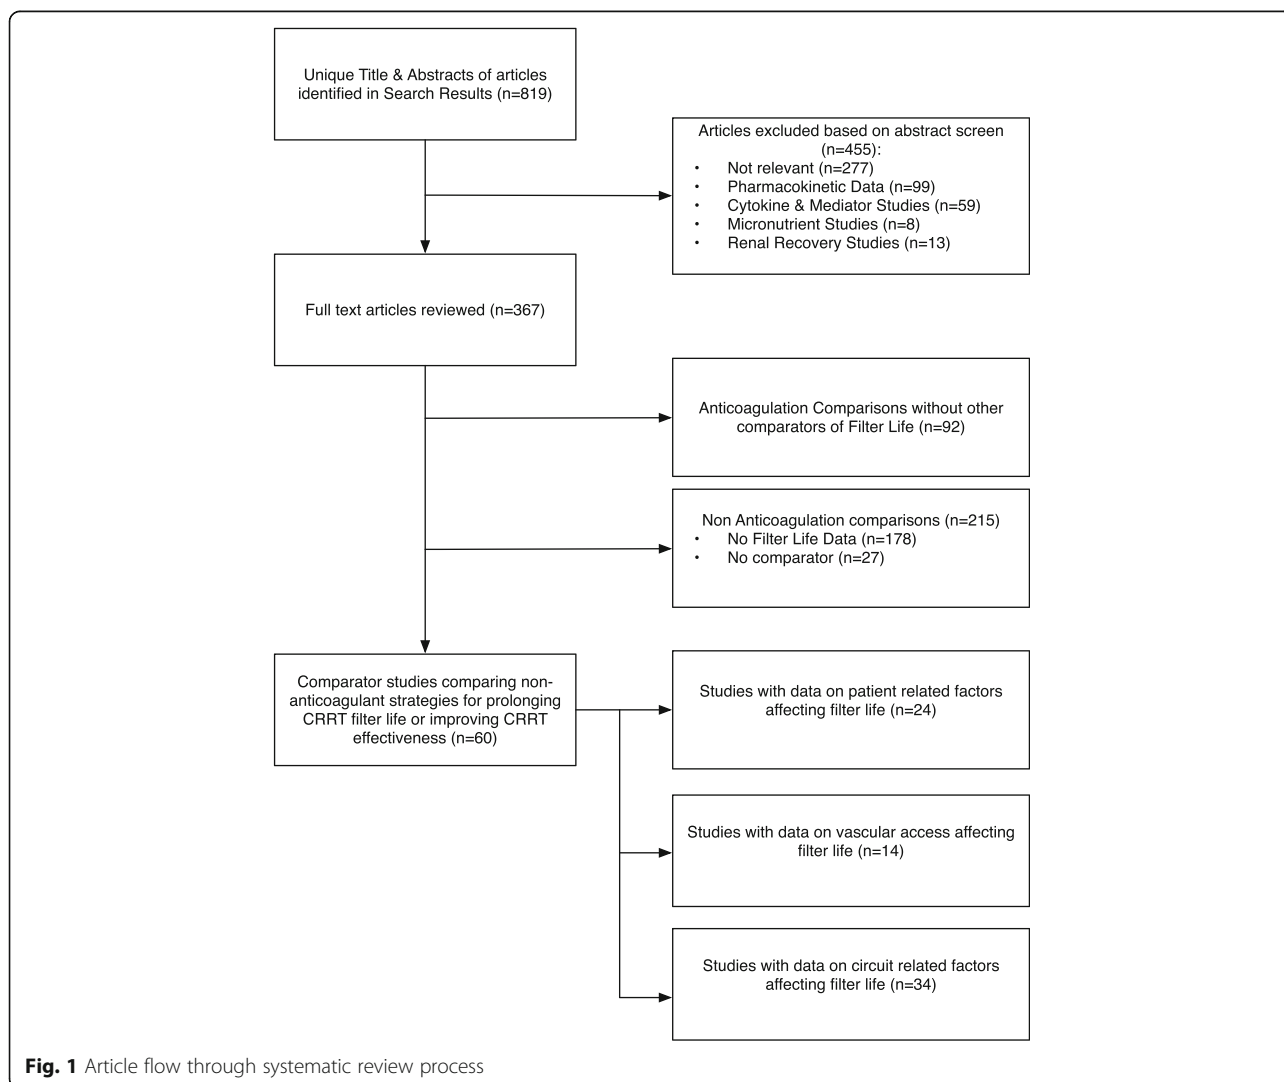 Unique Title & Abstracts of articles
identified in Search Results (n=819)
Articles excluded based on abstract screen
(n=455):
• Not relevant (n=277)
• Pharmacokinetic Data (n=99)
• Cytokine & Mediator Studies (n=59)
• Micronutrient Studies (n=8)
• Renal Recovery Studies (n=13)
Full text articles reviewed (n=367)
Anticoagulation Comparisons without other
comparators of Filter Life (n=92)
Non Anticoagulation comparisons (n=215)
• No Filter Life Data (n=178)
• No comparator (n=27)
Comparator studies comparing non-
anticoagulant strategies for prolonging
CRRT filter life or improving CRRT
effectiveness (n=60)
Studies with data on patient related factors
affecting filter life (n=24)
Studies with data on vascular access affecting
filter life (n=14)
Studies with data on circuit related factors
affecting filter life (n=34)
Fig. 1 Article flow through systematic review process